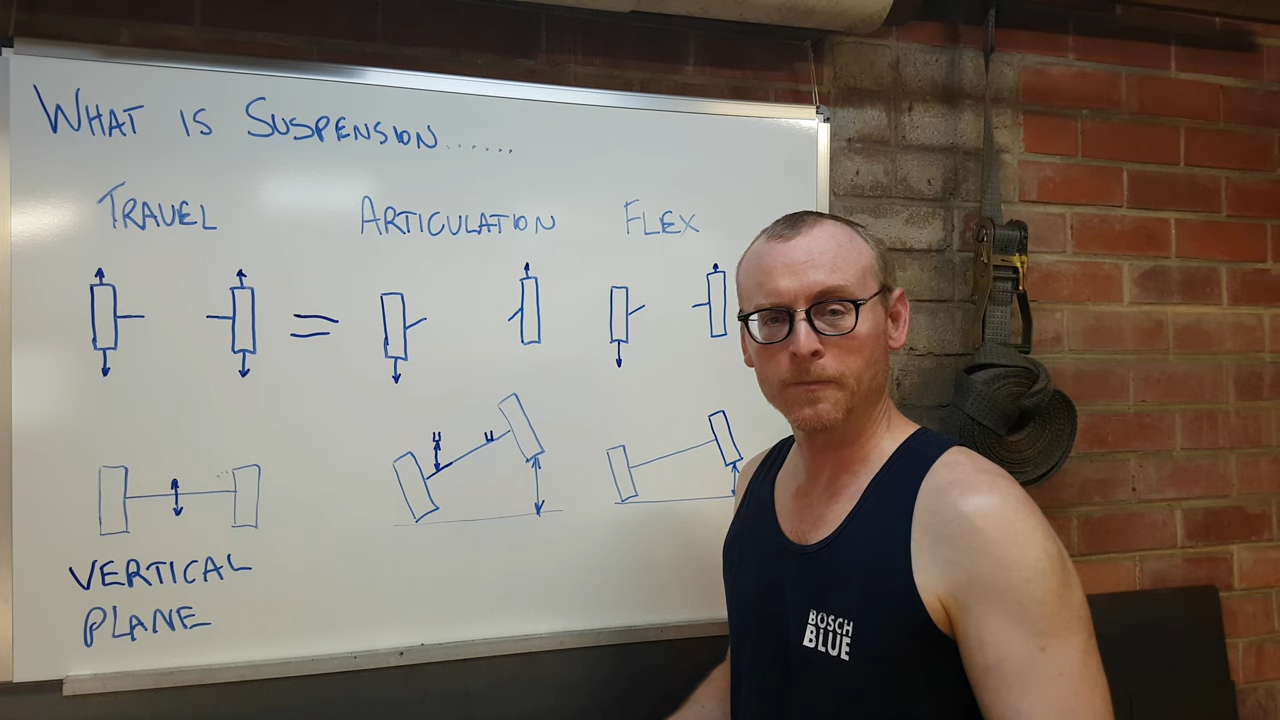 WHAT IS SUSPENSION......
TRAVEL ARTICULATION FLEX
=
VERTICAL
PLANE
BOSCH
BLUE